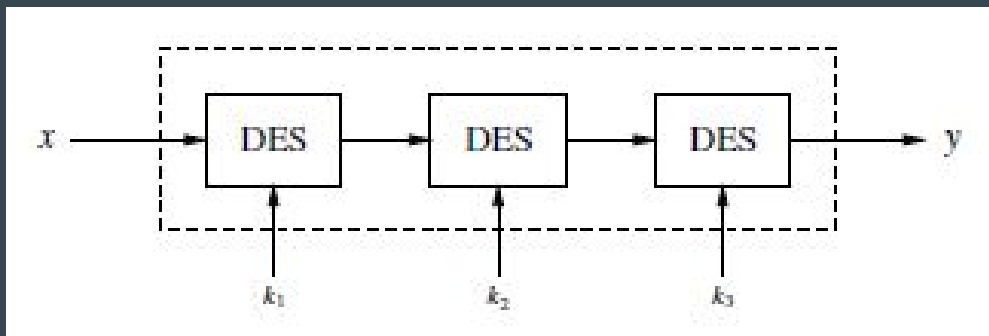 x DES DES DES y
k₁ k₂ k₃